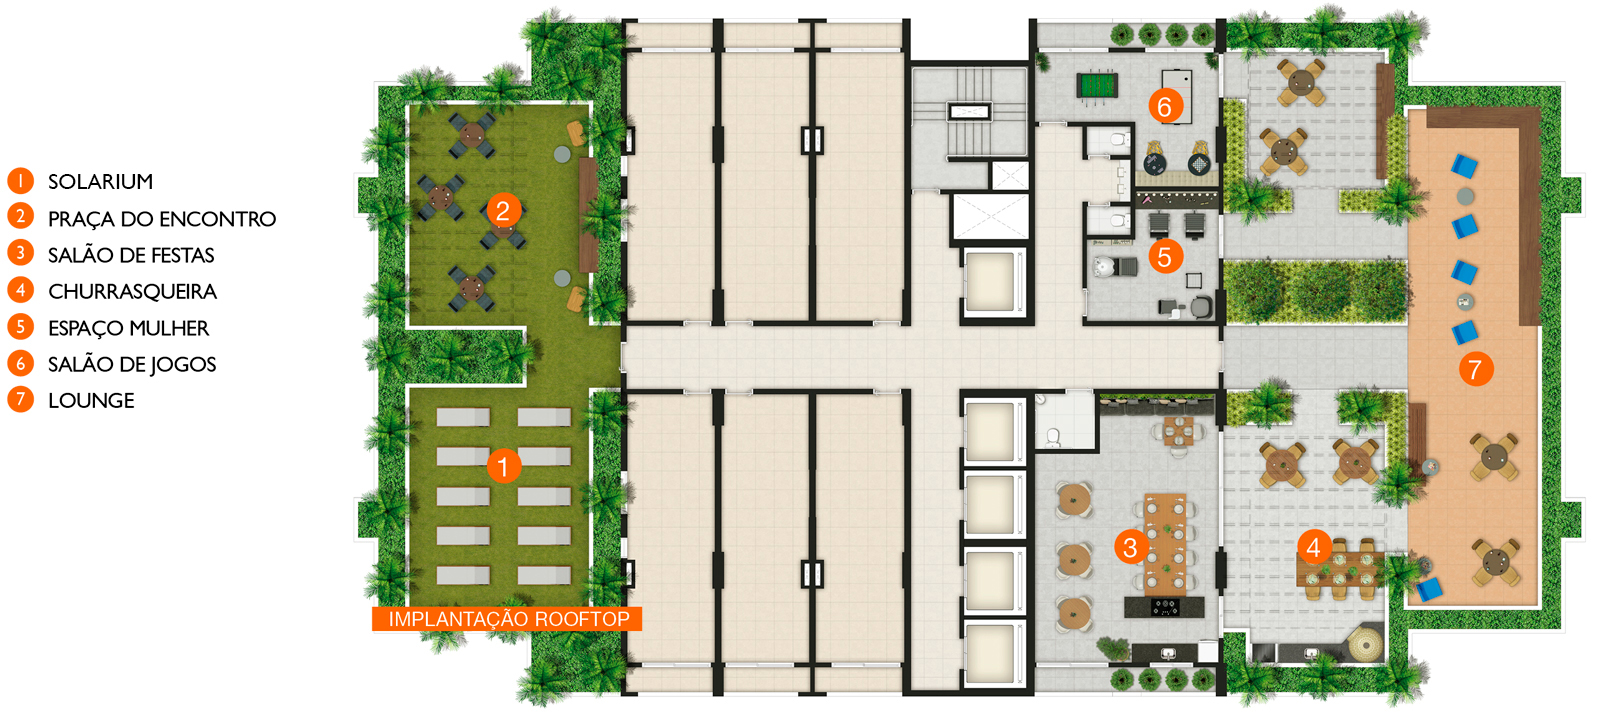 1 SOLARIUM
2 PRAÇA DO ENCONTRO
3 SALÃO DE FESTAS
4 CHURRASQUEIRA
5 ESPAÇO MULHER
6 SALÃO DE JOGOS
7 LOUNGE
6
2
5
7
1
3
4
IMPLANTAÇÃO ROOFTOP